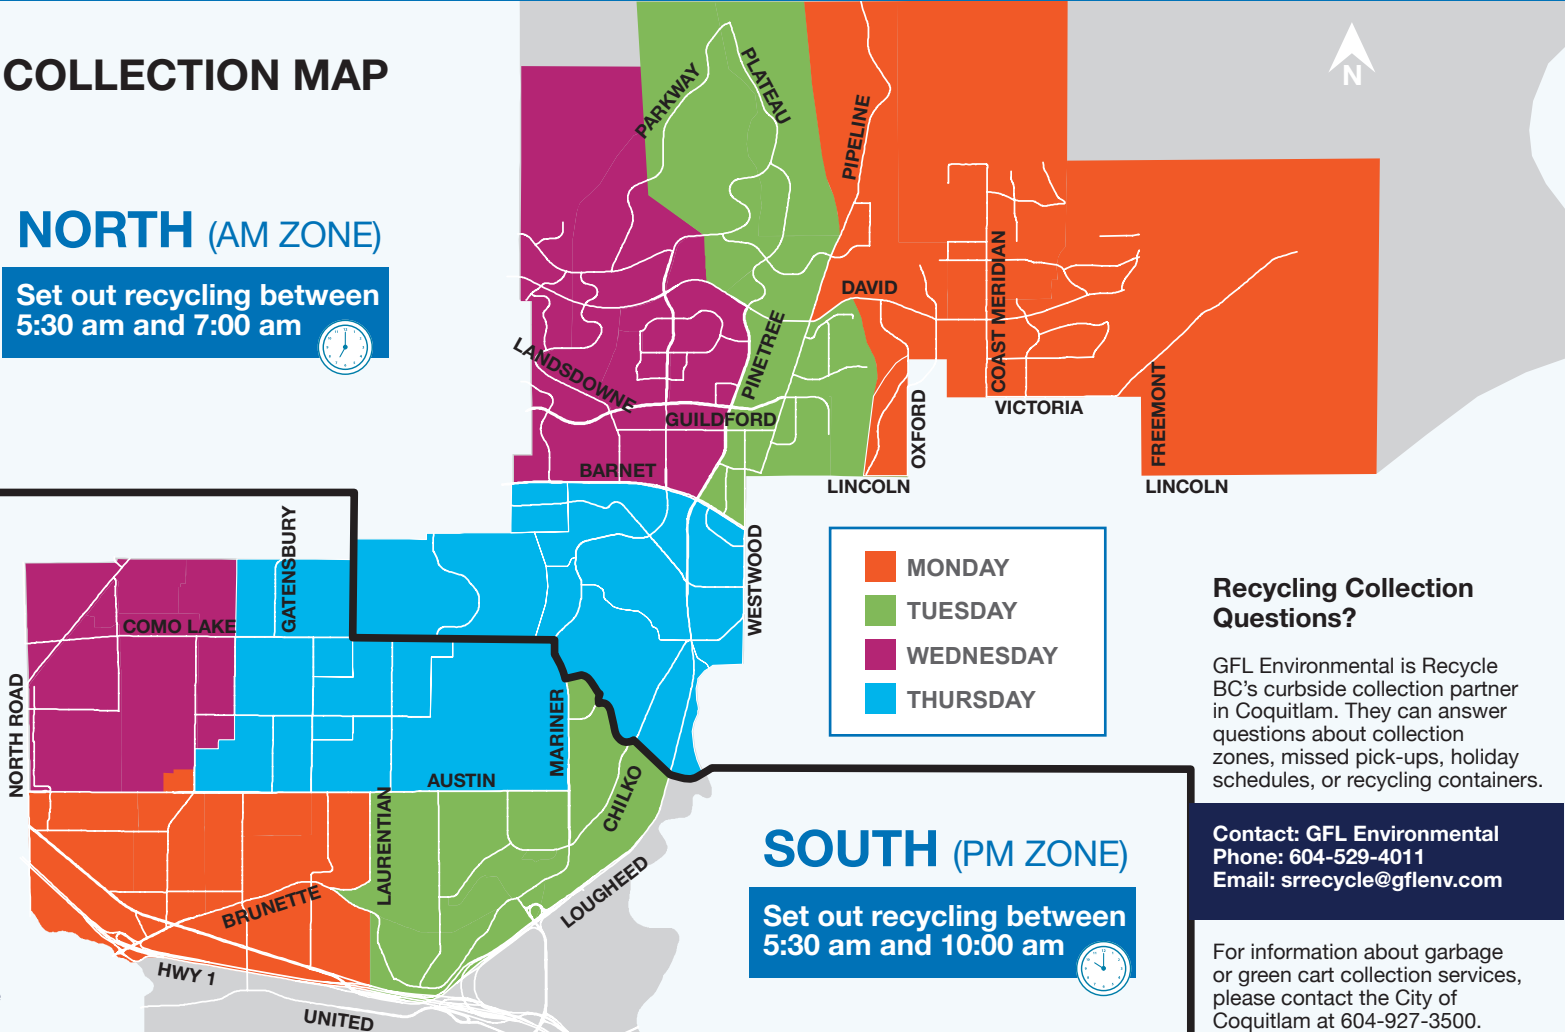 COLLECTION MAP
NORTH (AM ZONE)
Set out recycling between
5:30 am and 7:00 am
N
PARKWAY
PLATEAU
PIPELINE
DAVID
COAST MERIDIAN
LANDSDOWNE
PINETREE
GUILDFORD
OXFORD
VICTORIA
FREEMONT
BARNET
LINCOLN
LINCOLN
GATENSBURY
WESTWOOD
COMO LAKE
NORTH ROAD
MARINER
AUSTIN
LAURENTIAN
CHILKO
BRUNETTE
LOUGHEED
HWY 1
UNITED
MONDAY
TUESDAY
WEDNESDAY
THURSDAY
SOUTH (PM ZONE)
Set out recycling between
5:30 am and 10:00 am
Recycling Collection
Questions?
GFL Environmental is Recycle
BC's curbside collection partner
in Coquitlam. They can answer
questions about collection
zones, missed pick-ups, holiday
schedules, or recycling containers.
Contact: GFL Environmental
Phone: 604-529-4011
Email: srrecycle@gflenv.com
For information about garbage
or green cart collection services,
please contact the City of
Coquitlam at 604-927-3500.